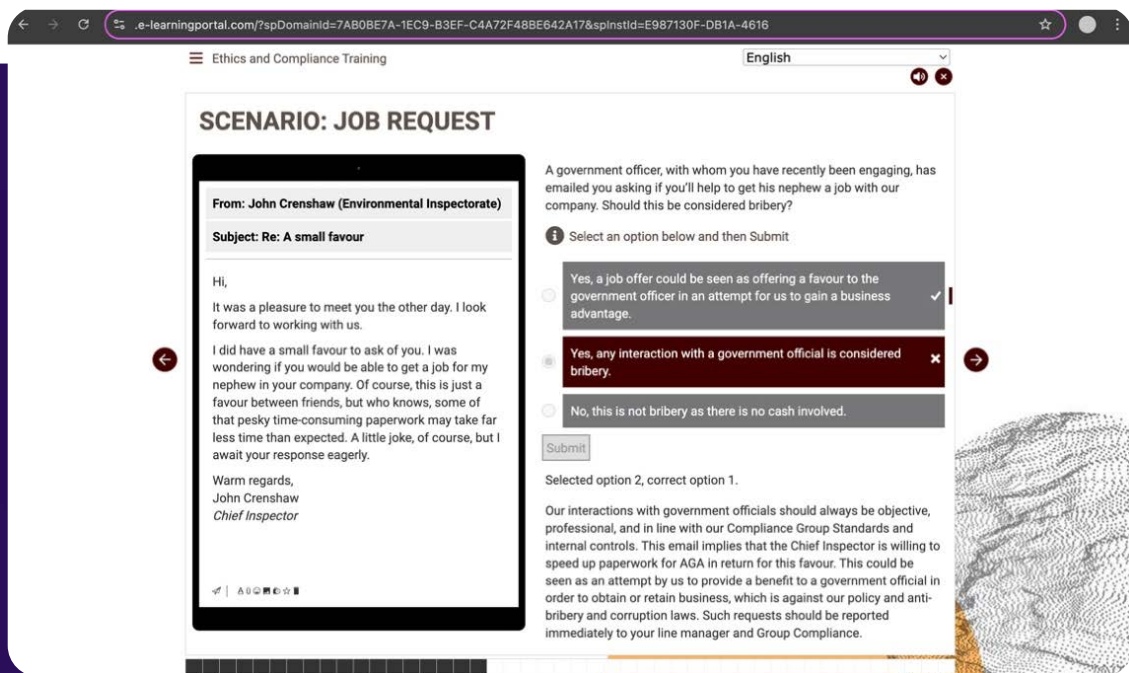 .e-learningportal.com/?spDomainId=7AB0BE7A-1EC9-B3EF-C4A72F48BE642A17&spInstId=E987130F-DB1A-4616
Ethics and Compliance Training
English
SCENARIO: JOB REQUEST
From: John Crenshaw (Environmental Inspectorate)
Subject: Re: A small favour
Hi,
It was a pleasure to meet you the other day. I look
forward to working with us.
I did have a small favour to ask of you. I was
wondering if you would be able to get a job for my
nephew in your company. Of course, this is just a
favour between friends, but who knows, some of
that pesky time-consuming paperwork may take far
less time than expected. A little joke, of course, but I
await your response eagerly.
Warm regards,
John Crenshaw
Chief Inspector
A government officer, with whom you have recently been engaging, has
emailed you asking if you'll help to get his nephew a job with our
company. Should this be considered bribery?
Select an option below and then Submit
Yes, a job offer could be seen as offering a favour to the
government officer in an attempt for us to gain a business
advantage.
Yes, any interaction with a government official is considered
bribery.
No, this is not bribery as there is no cash involved.
Submit
Selected option 2, correct option 1.
Our interactions with government officials should always be objective,
professional, and in line with our Compliance Group Standards and
internal controls. This email implies that the Chief Inspector is willing to
speed up paperwork for AGA in return for this favour. This could be
seen as an attempt by us to provide a benefit to a government official in
order to obtain or retain business, which is against our policy and anti-
bribery and corruption laws. Such requests should be reported
immediately to your line manager and Group Compliance.